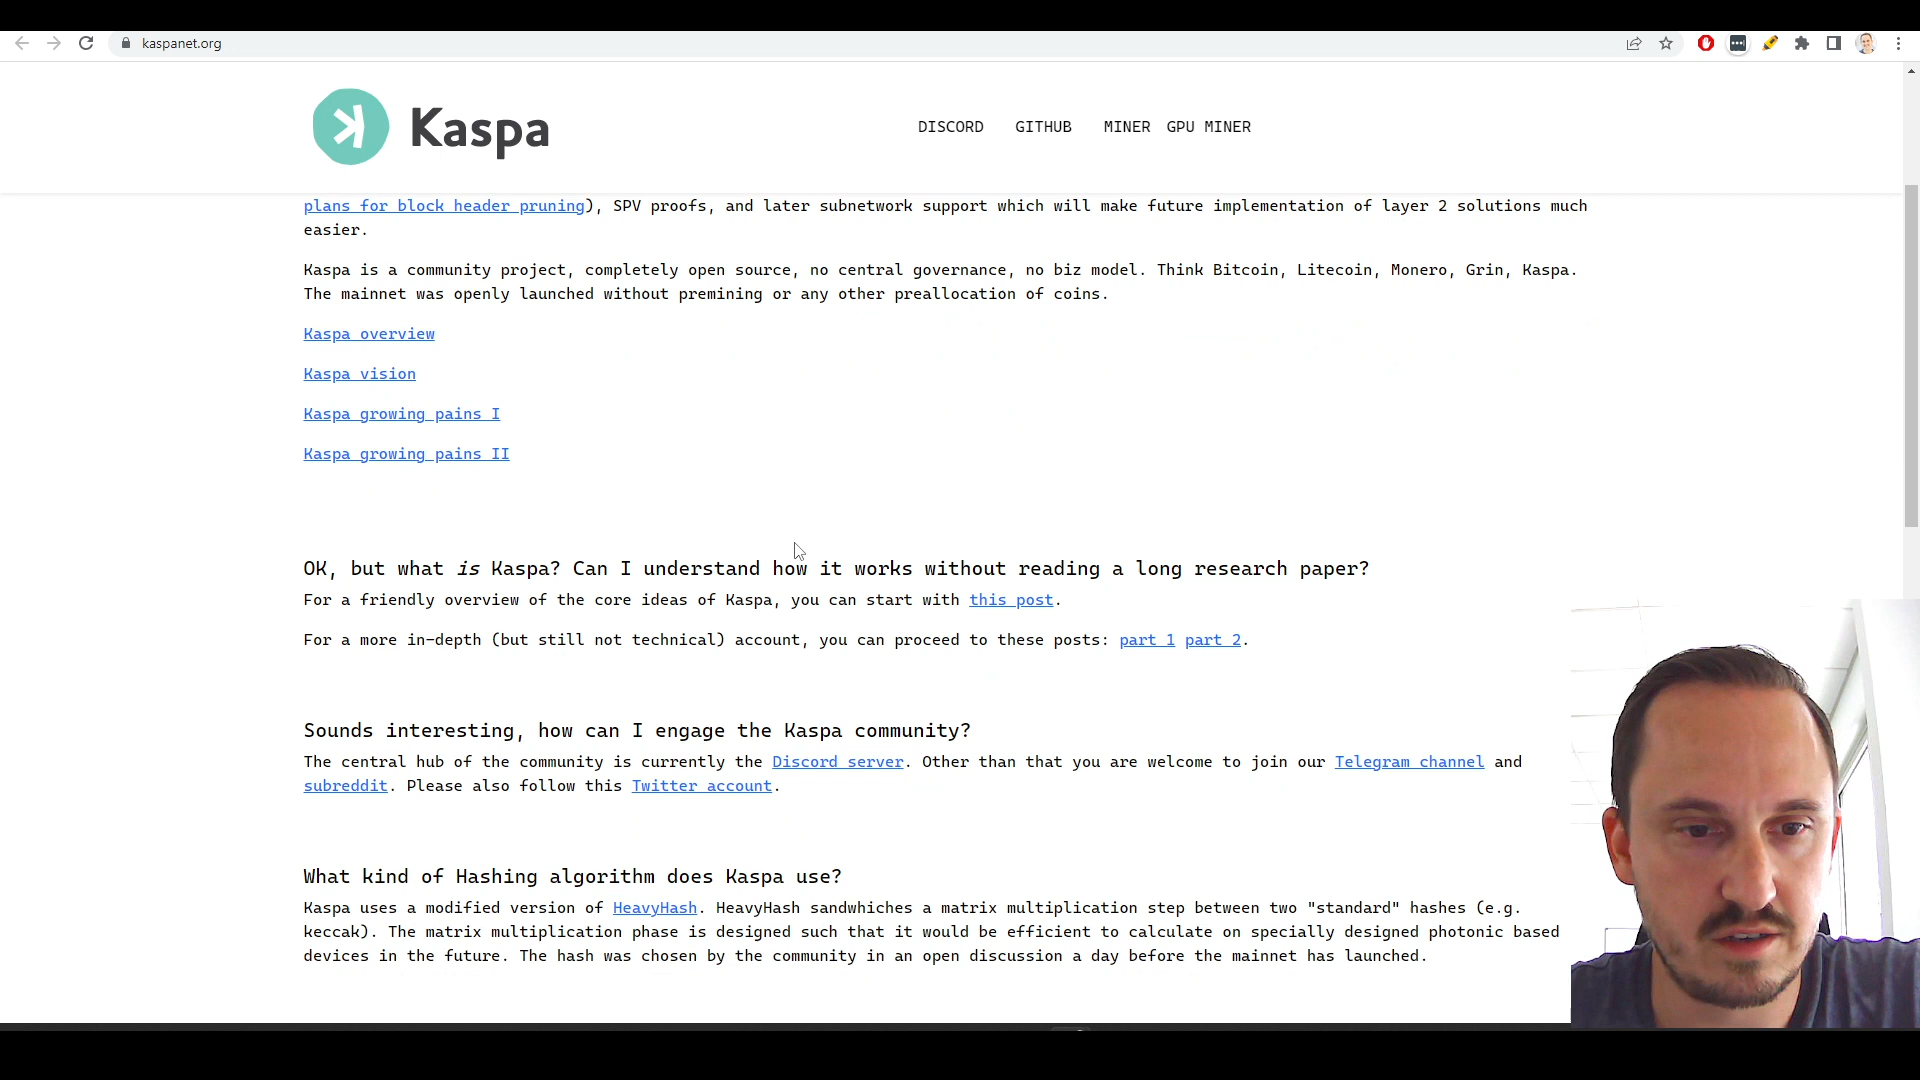 kaspanet.org
Kaspa
DISCORD GITHUB MINER GPU MINER
plans for block header pruning), SPV proofs, and later subnetwork support which will make future implementation of layer 2 solutions much
easier.
Kaspa is a community project, completely open source, no central governance, no biz model. Think Bitcoin, Litecoin, Monero, Grin, Kaspa.
The mainnet was openly launched without premining or any other preallocation of coins.
Kaspa overview
Kaspa vision
Kaspa growing pains I
Kaspa growing pains II
OK, but what is Kaspa? Can I understand how it works without reading a long research paper?
For a friendly overview of the core ideas of Kaspa, you can start with this post.
For a more in-depth (but still not technical) account, you can proceed to these posts: part 1 part 2.
Sounds interesting, how can I engage the Kaspa community?
The central hub of the community is currently the Discord server. Other than that you are welcome to join our Telegram channel and
subreddit. Please also follow this Twitter account.
What kind of Hashing algorithm does Kaspa use?
Kaspa uses a modified version of HeavyHash. HeavyHash sandwhiches a matrix multiplication step between two "standard" hashes (e.g.
keccak). The matrix multiplication phase is designed such that it would be efficient to calculate on specially designed photonic based
devices in the future. The hash was chosen by the community in an open discussion a day before the mainnet has launched.